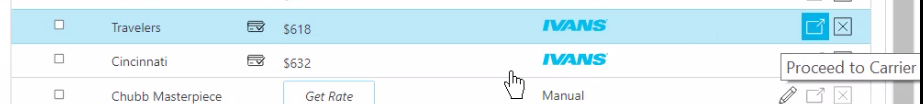 Travelers $618 IVANS
Cincinnati $632 IVANS
Proceed to Carrier
Chubb Masterpiece Get Rate Manual